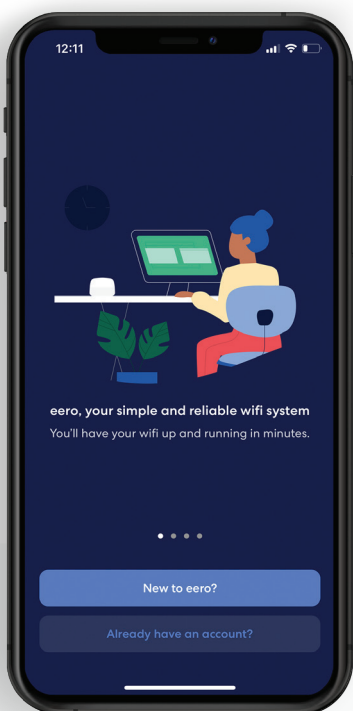 12:11
eero, your simple and reliable wifi system
You'll have your wifi up and running in minutes.
New to eero?
Already have an account?